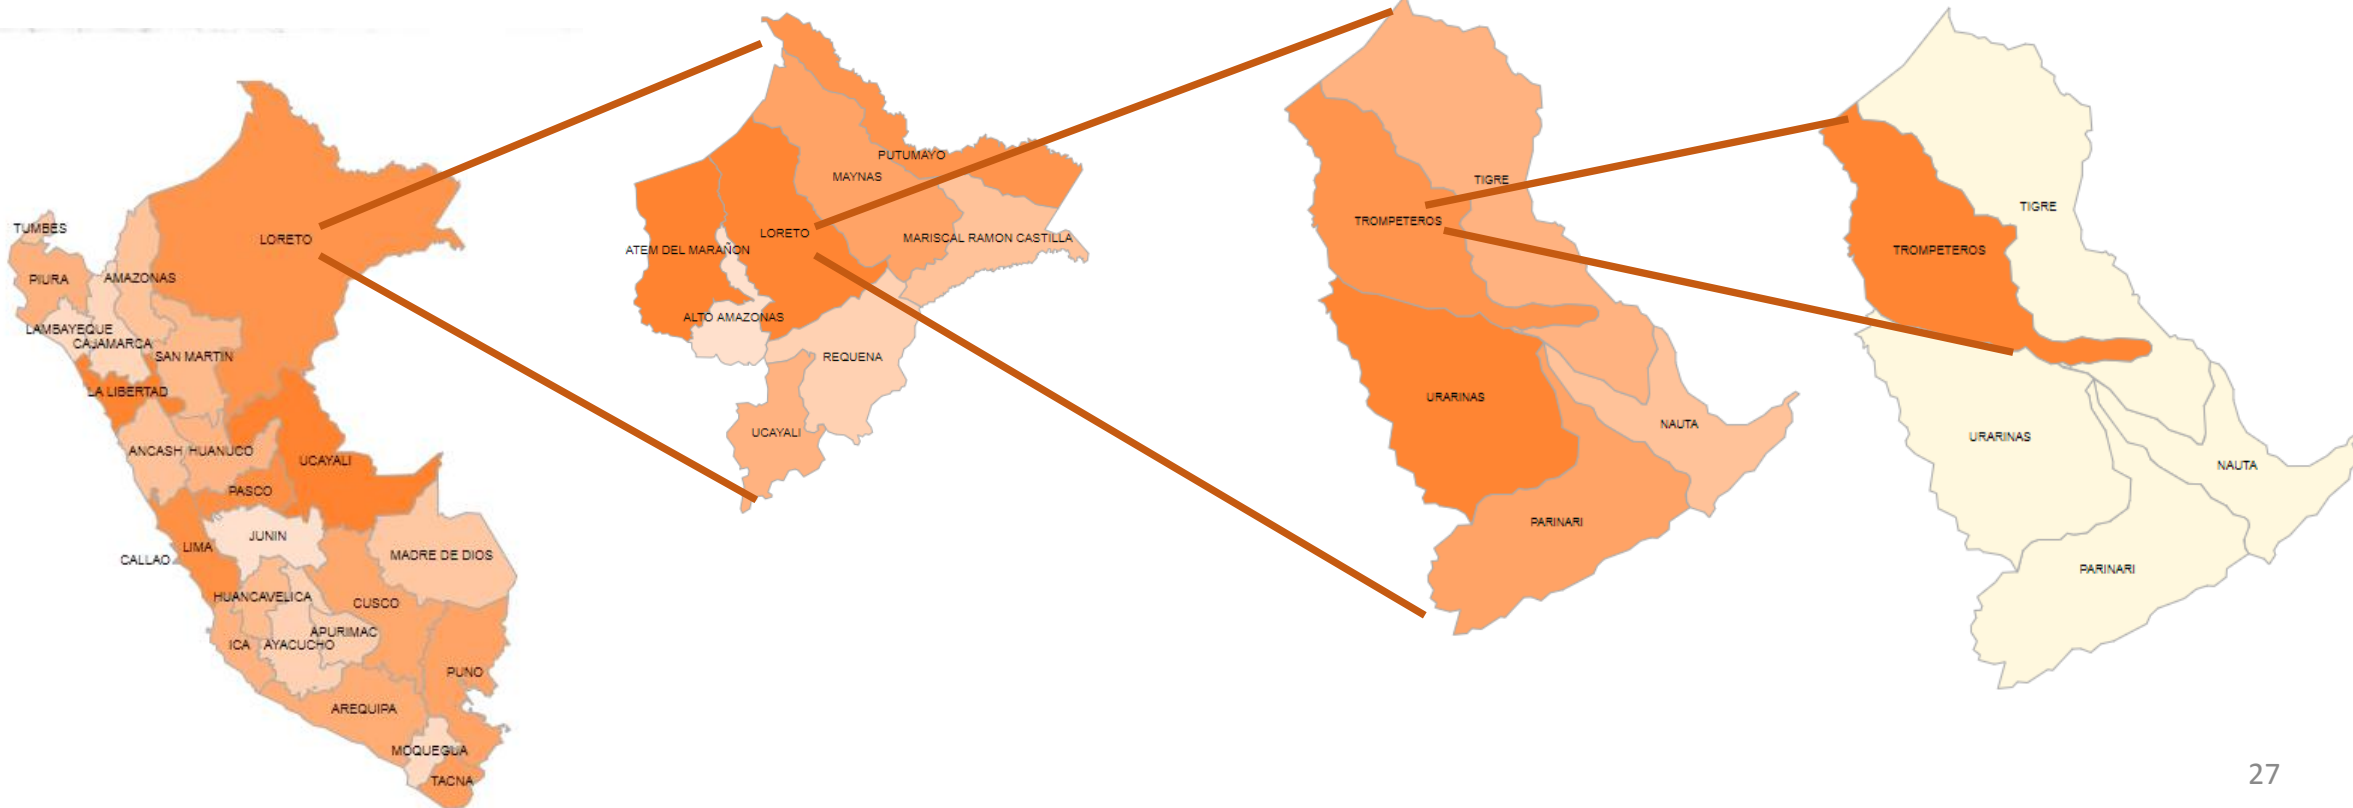 TUMBES
PIURA
LAMBAYEQUE
CAJAMARCA
AMAZONAS
LORETO
SAN MARTIN
LA LIBERTAD
ANCASH
HUANUCO
UCAYALI
PASCO
JUNIN
LIMA
CALLAO
MADRE DE DIOS
HUANCAVELICA
CUSCO
ICA
AYACUCHO
APURIMAC
PUNO
AREQUIPA
MOQUEGUA
TACNA
PUTUMAYO
MAYNAS
LORETO
ATEM DEL MARAÑON
MARISCAL RAMON CASTILLA
ALTO AMAZONAS
REQUENA
UCAYALI
TIGRE
TROMPETEROS
URARINAS
NAUTA
PARINARI
TIGRE
TROMPETEROS
URARINAS
NAUTA
PARINARI
27